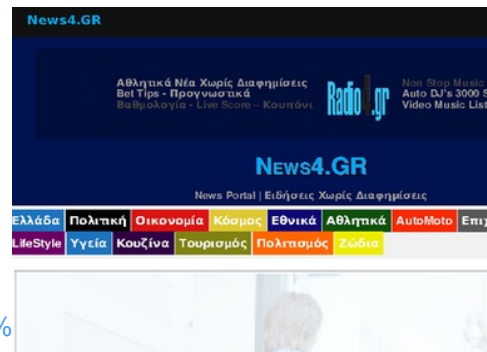 News4.GR
Αθλητικά Νέα Χωρίς Διαφημίσεις
Bet Tips - Προγνωστικά
Βαθμολογία - Live Score – Κουπόνι
Radio4.gr
Non Stop Music
Auto DJ's 3000 S
Video Music List
NEWS4.GR
News Portal | Ειδήσεις Χωρίς Διαφημίσεις
Ελλάδα Πολιτική Οικονομία Κόσμος Εθνικά Αθλητικά AutoMoto Επιχ
LifeStyle Υγεία Κουζίνα Τουρισμός Πολιτισμός Ζώδια
%